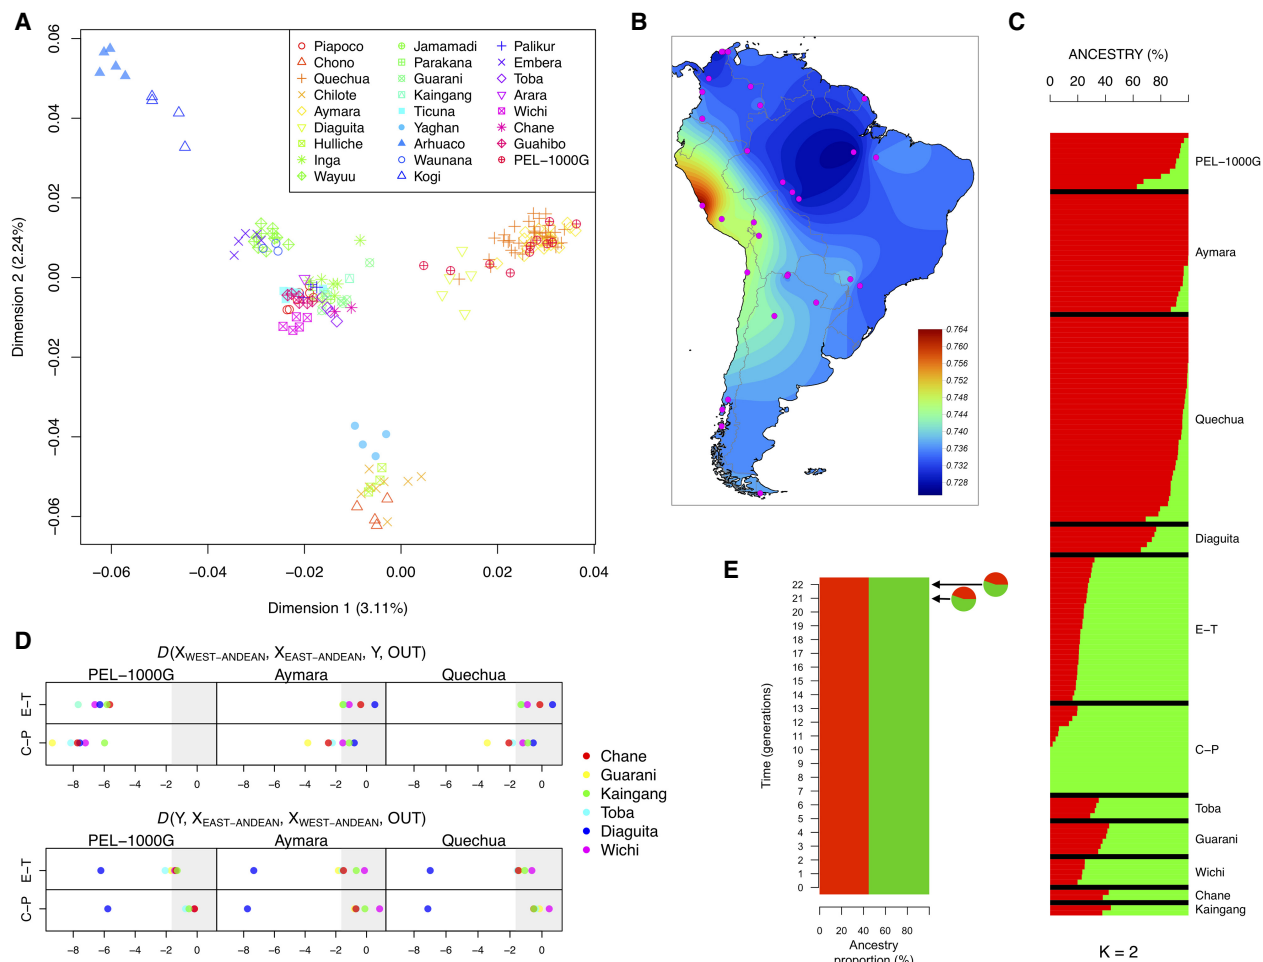 A
Dimension 2 (2.224%)
0.06
0.04
0.02
0.00
−0.02
−0.04
−0.06
−0.06 −0.04 −0.02 0.00 0.02 0.04
Dimension 1 (3.11%)
Piapoco
Chono
Quechua
Chilote
Aymara
Diaguita
Hulliche
Inga
Wayuu
Jamamadi
Parakana
Guarani
Kaingang
Ticuna
Yaghan
Arhuaco
Waunana
Kogi
Palikur
Embera
Toba
Arara
Wichi
Chane
Guahibo
PEL−1000G
B
0.764
0.760
0.756
0.752
0.748
0.744
0.740
0.736
0.732
0.728
C
ANCESTRY (%)
0 20 40 60 80
PEL−1000G
Aymara
Quechua
Diaguita
E−T
C−P
Toba
Guarani
Wichi
Chane
Kaingang
K = 2
D
D(XWEST−ANDEAN, XEAST−ANDEAN, Y, OUT)
PEL−1000G Aymara Quechua
E−T
C−P
−8 −6 −4 −2 0 −8 −6 −4 −2 0 −8 −6 −4 −2 0
D(Y, XEAST−ANDEAN, XWEST−ANDEAN, OUT)
PEL−1000G Aymara Quechua
E−T
C−P
−8 −6 −4 −2 0 −8 −6 −4 −2 0 −8 −6 −4 −2 0
Chane
Guarani
Kaingang
Toba
Diaguita
Wichi
E
Time (generations)
22
21
20
19
18
17
16
15
14
13
12
11
10
9
8
7
6
5
4
3
2
1
0
0 20 40 60 80
Ancestry
proportion (%)